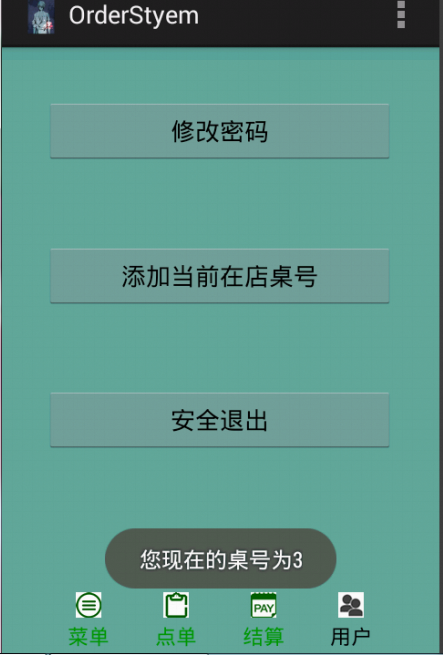 OrderStyem
修改密码
添加当前在店桌号
安全退出
您现在的桌号为3
PAY
菜单 点单 结算 用户